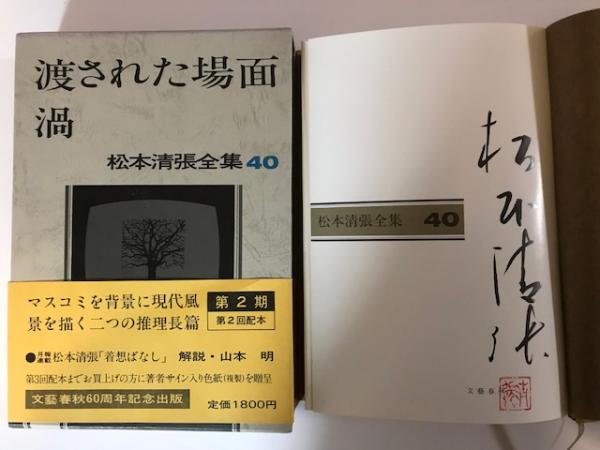 渡された場面
渦
松本清張全集40
マスコミを背景に現代風
景を描く二つの推理長篇
第2期
第2回配本
●月報連載 松本清張「着想ばなし」 解説・山本 明
第3回配本までお買上げの方に著者サイン入り色紙(複製)を贈呈
文藝春秋60周年記念出版
定価1800円
松本清張全集 40
松本清張
文藝春